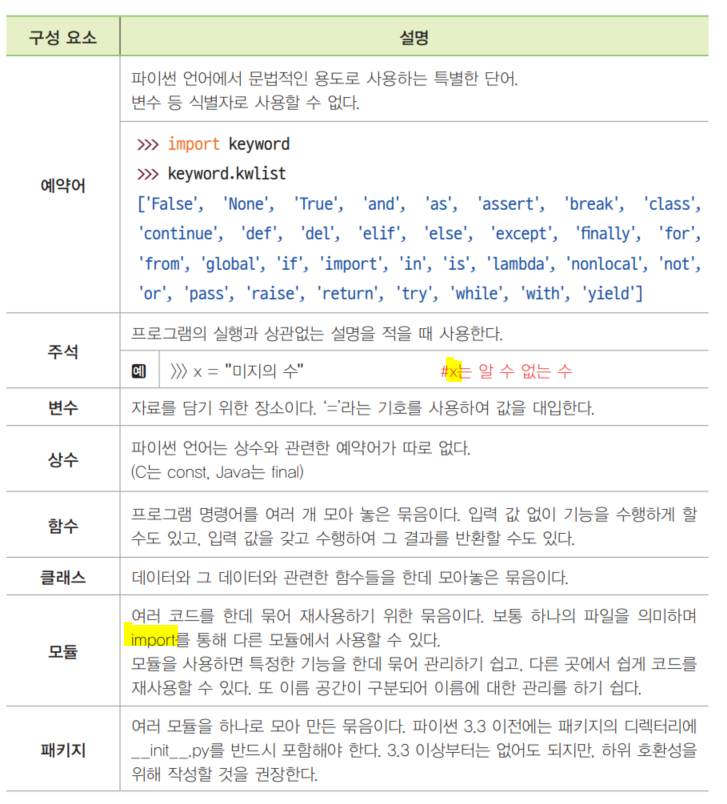 구성 요소 설명
파이썬 언어에서 문법적인 용도로 사용하는 특별한 단어.
변수 등 식별자로 사용할 수 없다.
예약어
>>> import keyword
>>> keyword.kwlist
['False', 'None', 'True', 'and', 'as', 'assert', 'break', 'class',
'continue', 'def', 'del', 'elif', 'else', 'except', 'finally', 'for',
'from', 'global', 'if', 'import', 'in', 'is', 'lambda', 'nonlocal', 'not',
'or', 'pass', 'raise', 'return', 'try', 'while', 'with', 'yield']
주석
프로그램의 실행과 상관없는 설명을 적을 때 사용한다.
예 >>> x = "미지의 수" #x는 알 수 없는 수
변수 자료를 담기 위한 장소이다. ‘=’라는 기호를 사용하여 값을 대입한다.
상수
파이썬 언어는 상수와 관련한 예약어가 따로 없다.
(C는 const, Java는 final)
함수
프로그램 명령어를 여러 개 모아 놓은 묶음이다. 입력 값 없이 기능을 수행하게 할
수도 있고, 입력 값을 갖고 수행하여 그 결과를 반환할 수도 있다.
클래스 데이터와 그 데이터와 관련한 함수들을 한데 모아놓은 묶음이다.
모듈
여러 코드를 한데 묶어 재사용하기 위한 묶음이다. 보통 하나의 파일을 의미하며
import를 통해 다른 모듈에서 사용할 수 있다.
모듈을 사용하면 특정한 기능을 한데 묶어 관리하기 쉽고, 다른 곳에서 쉽게 코드를
재사용할 수 있다. 또 이름 공간이 구분되어 이름에 대한 관리를 하기 쉽다.
패키지
여러 모듈을 하나로 모아 만든 묶음이다. 파이썬 3.3 이전에는 패키지의 디렉터리에
__init__.py를 반드시 포함해야 한다. 3.3 이상부터는 없어도 되지만, 하위 호환성을
위해 작성할 것을 권장한다.